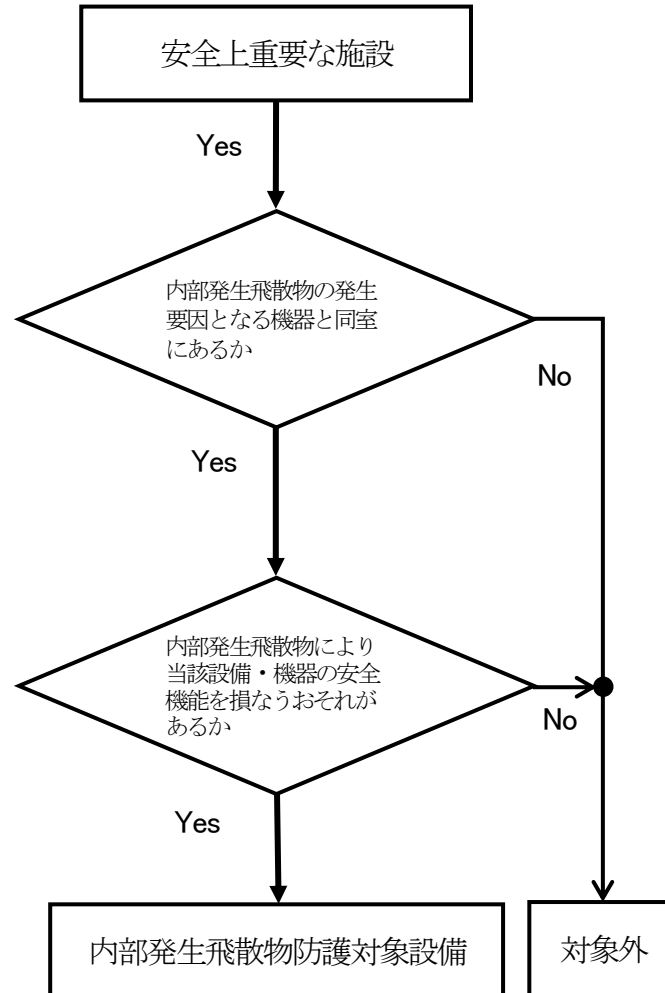 安全上重要な施設
Yes
内部発生飛散物の発生
要因となる機器と同室
にあるか
No
Yes
内部発生飛散物により
当該設備・機器の安全
機能を損なうおそれが
あるか
No
Yes
内部発生飛散物防護対象設備
対象外